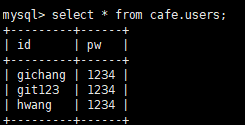 mysql> select * from cafe.users;
+---------+------+
| id      | pw   |
+---------+------+
| gichang | 1234 |
| git123  | 1234 |
| hwang   | 1234 |
+---------+------+